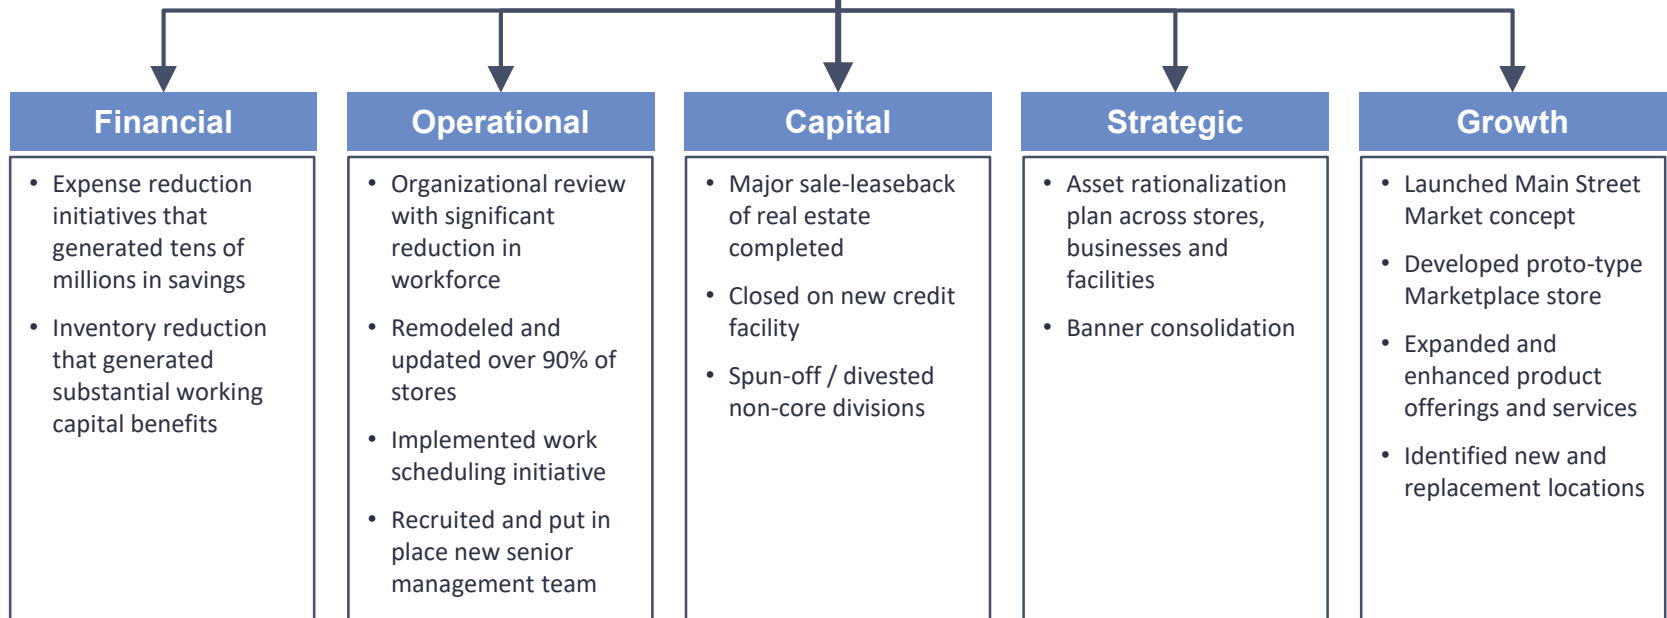 Financial
• Expense reduction
initiatives that
generated tens of
millions in savings
• Inventory reduction
that generated
substantial working
capital benefits
Operational
• Organizational review
with significant
reduction in
workforce
• Remodeled and
updated over 90% of
stores
• Implemented work
scheduling initiative
• Recruited and put in
place new senior
management team
Capital
• Major sale-leaseback
of real estate
completed
• Closed on new credit
facility
• Spun-off / divested
non-core divisions
Strategic
• Asset rationalization
plan across stores,
businesses and
facilities
• Banner consolidation
Growth
• Launched Main Street
Market concept
• Developed proto-type
Marketplace store
• Expanded and
enhanced product
offerings and services
• Identified new and
replacement locations